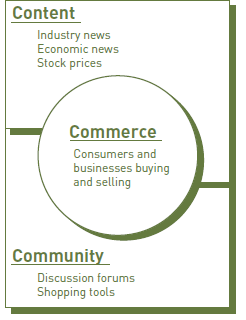 Content
Industry news
Economic news
Stock prices
Commerce
Consumers and
businesses buying
and selling
Community
Discussion forums
Shopping tools